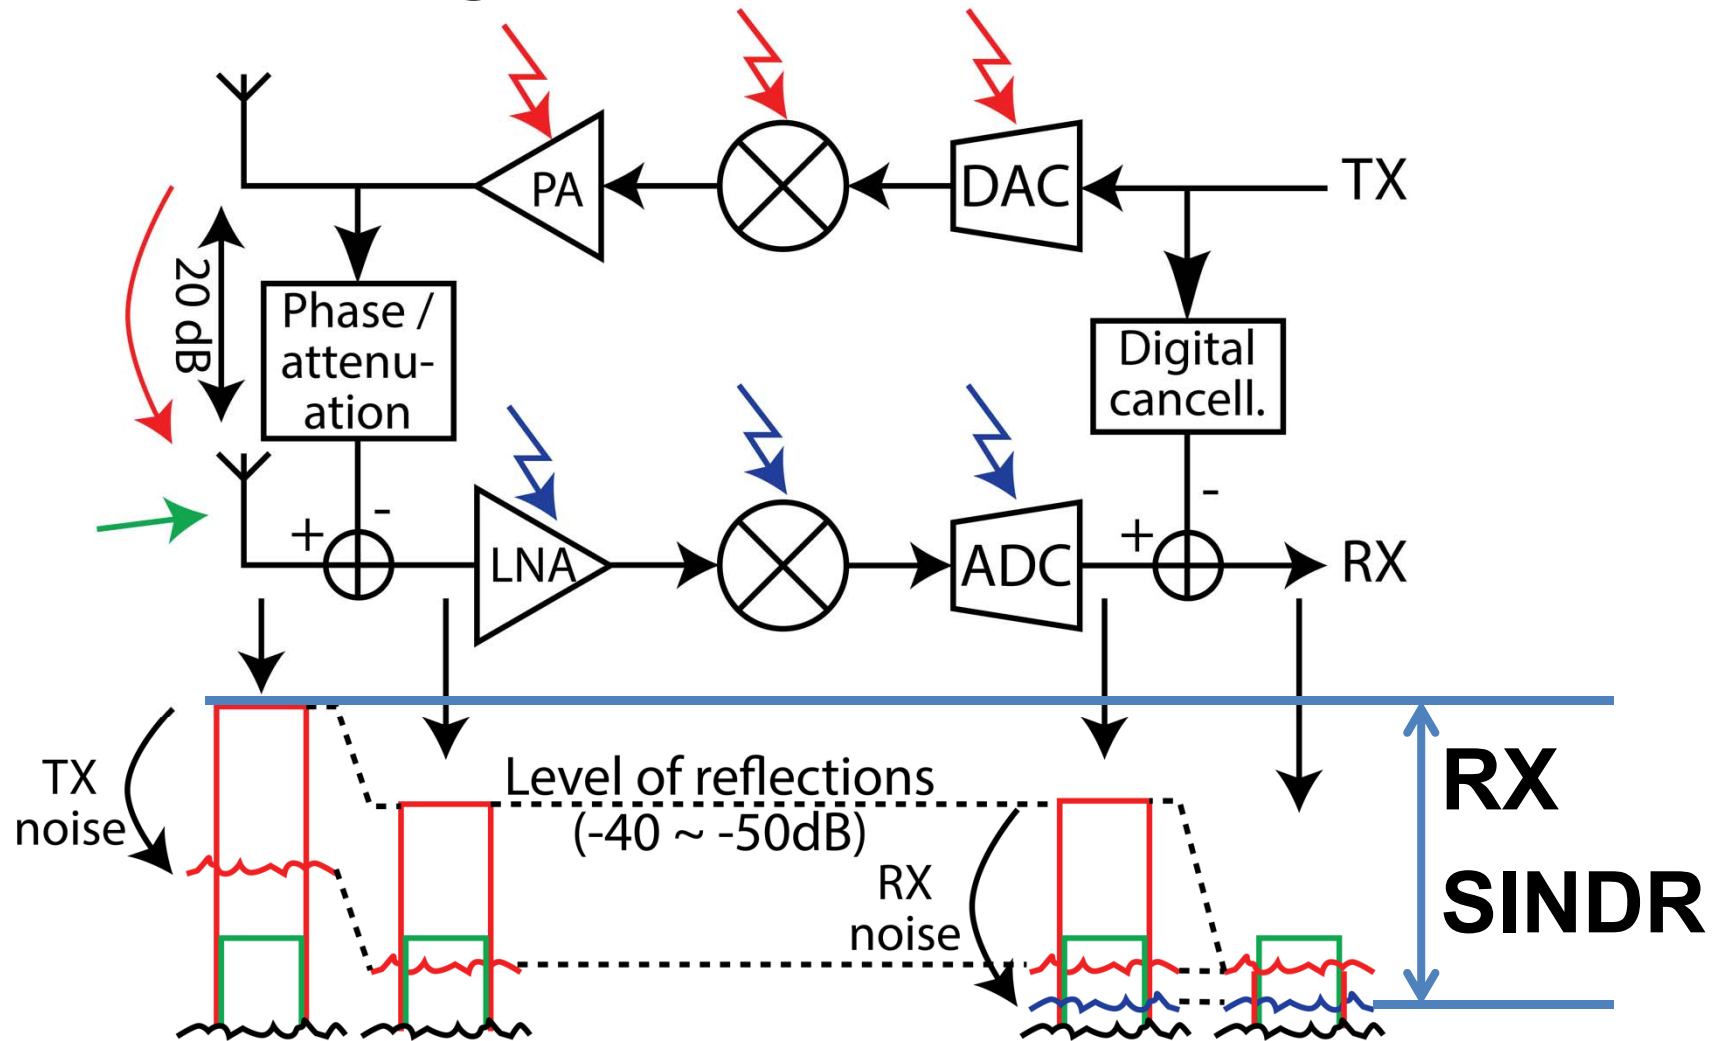 PA
DAC
TX
20 dB
Phase /
attenu-
ation
Digital
cancell.
-
-
+
+
LNA
ADC
RX
TX
noise
Level of reflections
(-40 ~ -50dB)
RX
noise
RX
SINDR